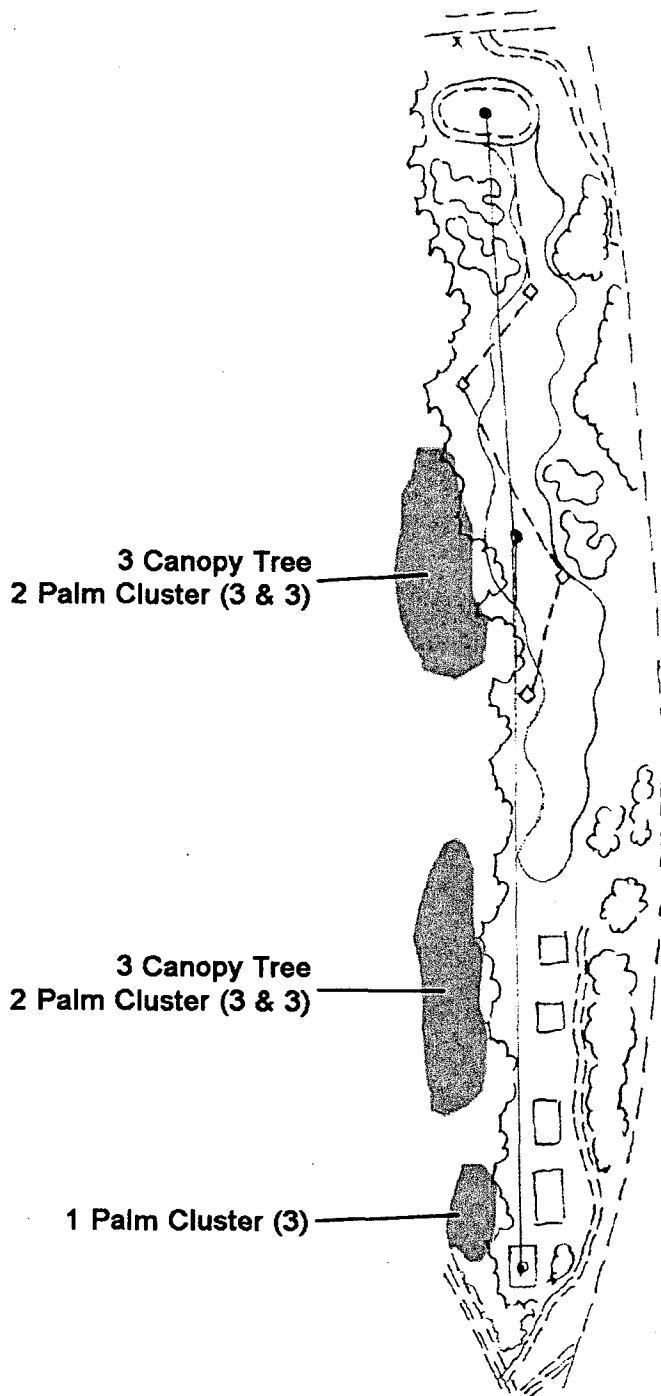 x
3 Canopy Tree
2 Palm Cluster (3 & 3)
3 Canopy Tree
2 Palm Cluster (3 & 3)
1 Palm Cluster (3)